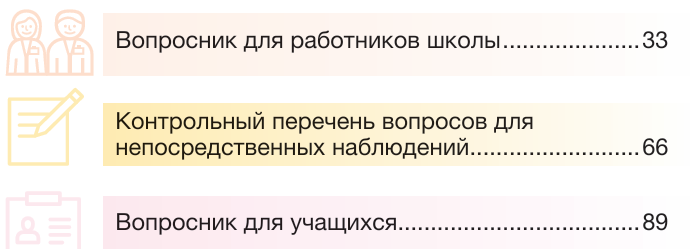 Вопросник для работников школы.....................33
Контрольный перечень вопросов для
непосредственных наблюдений..........................66
Вопросник для учащихся.....................................89